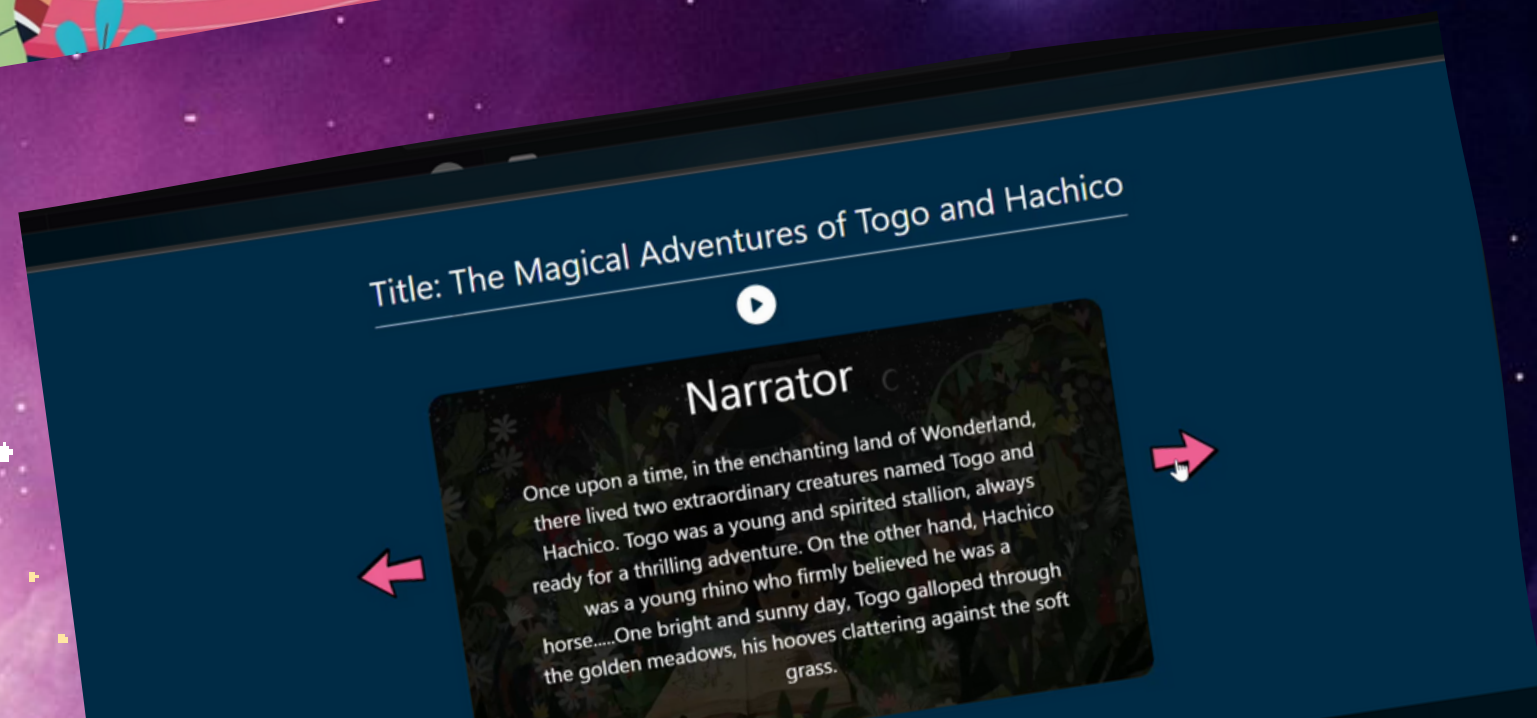 Title: The Magical Adventures of Togo and Hachico
Narrator
Once upon a time, in the enchanting land of Wonderland,
there lived two extraordinary creatures named Togo and
Hachico. Togo was a young and spirited stallion, always
ready for a thrilling adventure. On the other hand, Hachico
was a young rhino who firmly believed he was a
horse.....One bright and sunny day, Togo galloped through
the golden meadows, his hooves clattering against the soft
grass.